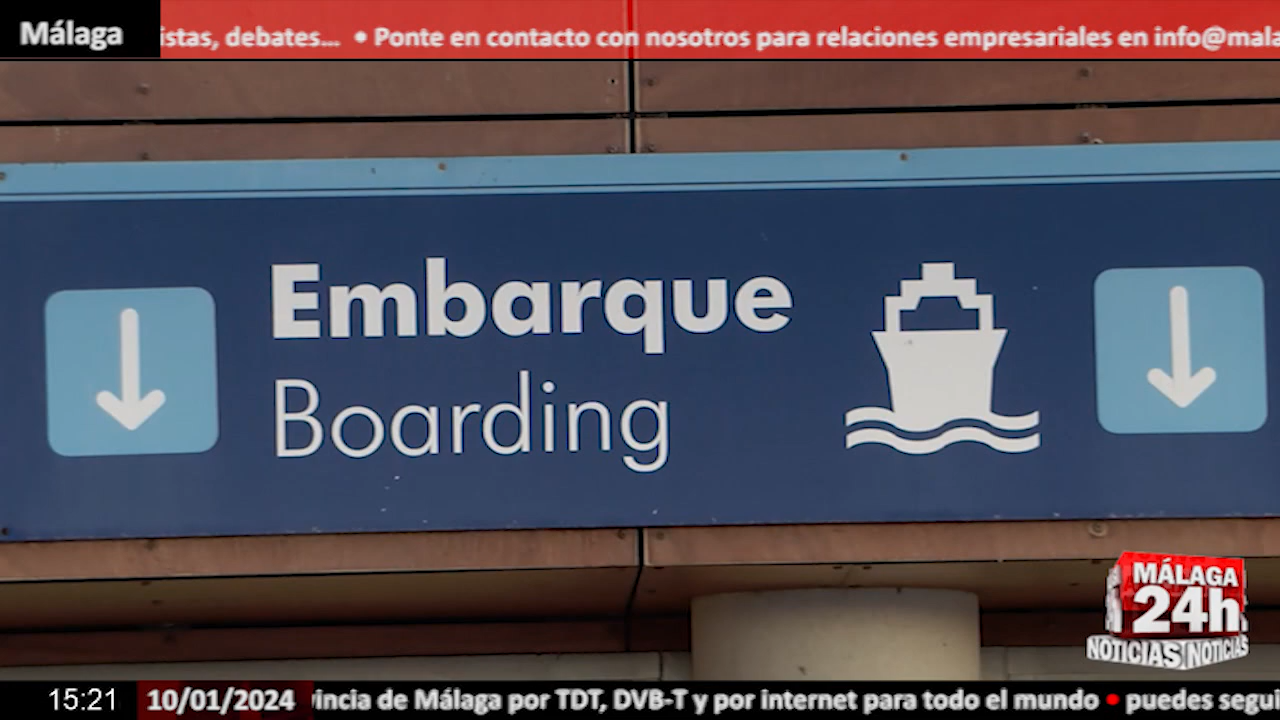 Málaga
istas, debates... • Ponte en contacto con nosotros para relaciones empresariales en info@mala
Embarque
Boarding
MÁLAGA
24h
NOTICIAS NOTICIAS
15:21
10/01/2024
vincia de Málaga por TDT, DVB-T y por internet para todo el mundo • puedes segui